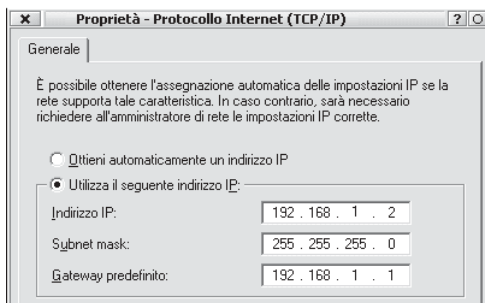 Proprietà - Protocollo Internet (TCP/IP)
Generale
È possibile ottenere l'assegnazione automatica delle impostazioni IP se la
rete supporta tale caratteristica. In caso contrario, sarà necessario
richiedere all'amministratore di rete le impostazioni IP corrette.
Ottieni automaticamente un indirizzo IP
Utilizza il seguente indirizzo IP:
Indirizzo IP: 192 . 168 . 1 . 2
Subnet mask: 255 . 255 . 255 . 0
Gateway predefinito: 192 . 168 . 1 . 1